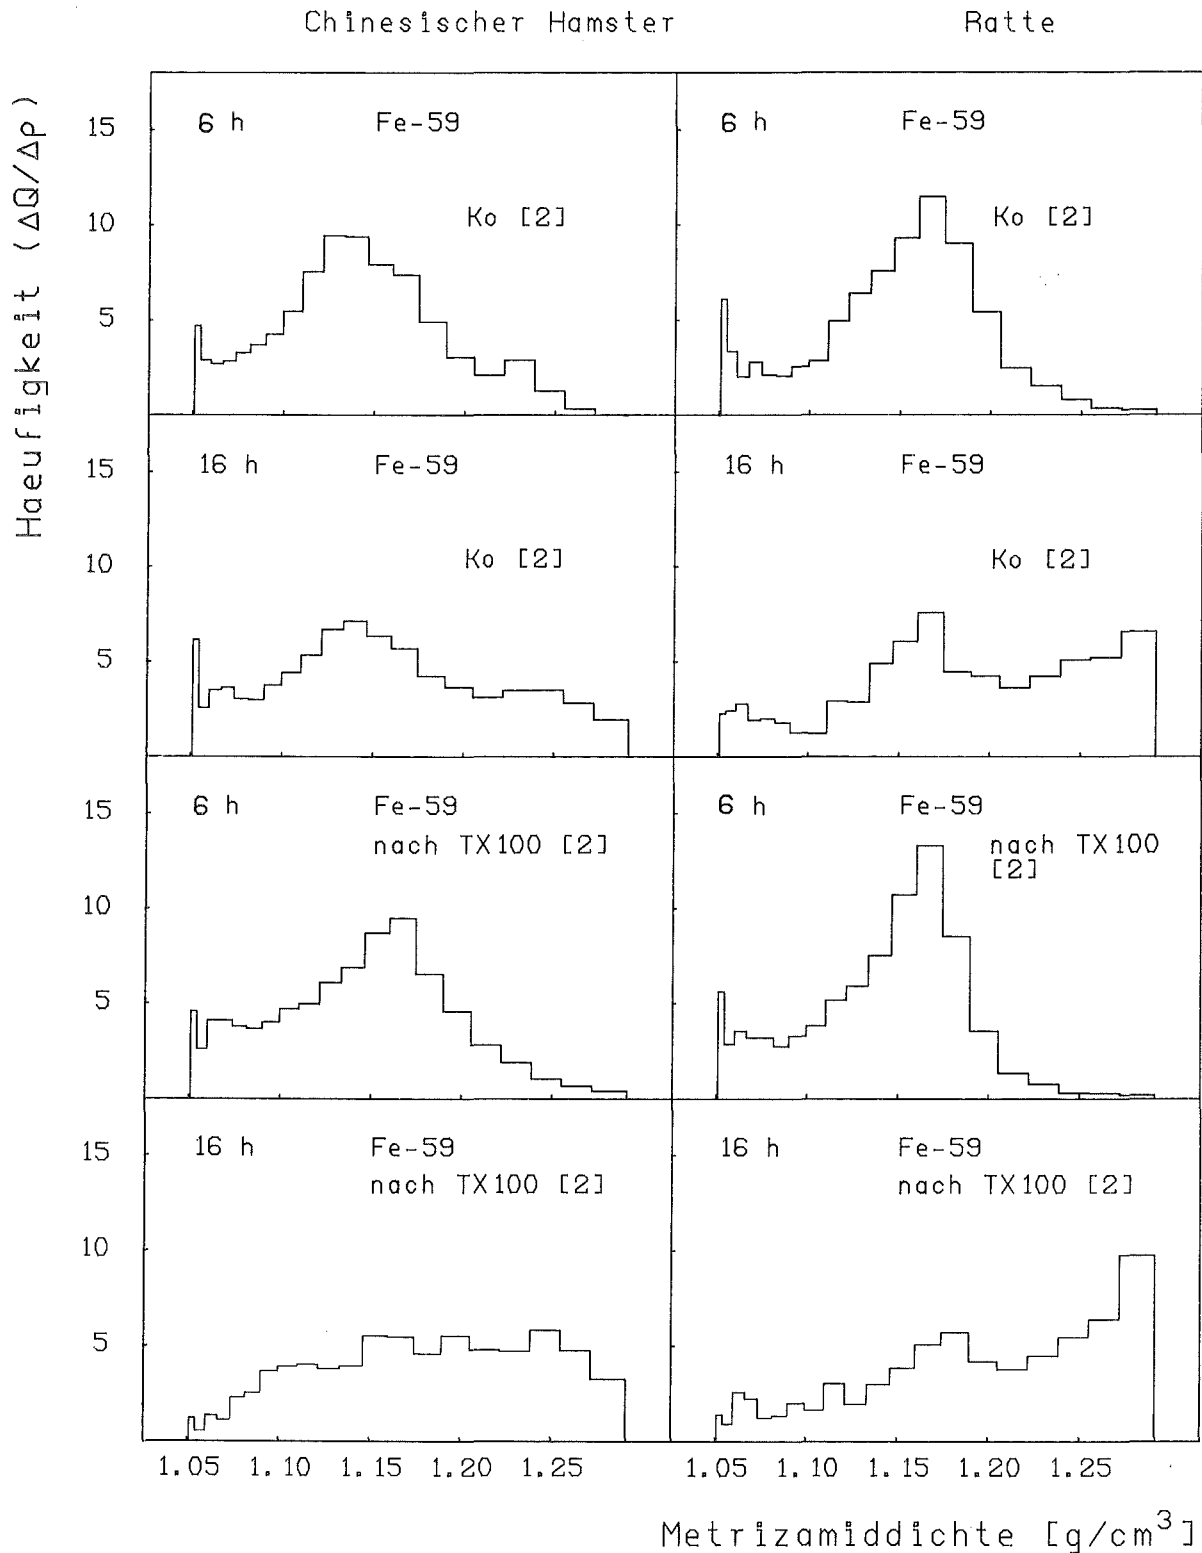 Chinesischer Hamster Ratte
Haeufigkeit (ΔQ/Δρ)
15 6 h Fe-59 6 h Fe-59
10 Ko [2] Ko [2]
5
15 16 h Fe-59 16 h Fe-59
10 Ko [2] Ko [2]
5
15 6 h Fe-59 6 h Fe-59
nach TX100 [2] nach TX100
[2]
10
5
15 16 h Fe-59 16 h Fe-59
nach TX100 [2] nach TX100 [2]
10
5
1.05 1.10 1.15 1.20 1.25 1.05 1.10 1.15 1.20 1.25
Metrizamiddichte [g/cm³]